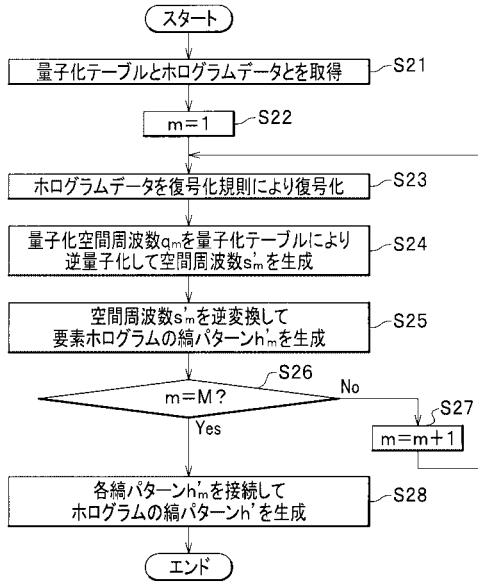 スタート
量子化テーブルとホログラムデータとを取得
S21
m=1
S22
ホログラムデータを復号化規則により復号化
S23
量子化空間周波数qmを量子化テーブルにより
逆量子化して空間周波数s'mを生成
S24
空間周波数s'mを逆変換して
要素ホログラムの縞パターンh'mを生成
S25
m=M?
S26
No
Yes
m=m+1
S27
各縞パターンh'mを接続して
ホログラムの縞パターンh'を生成
S28
エンド